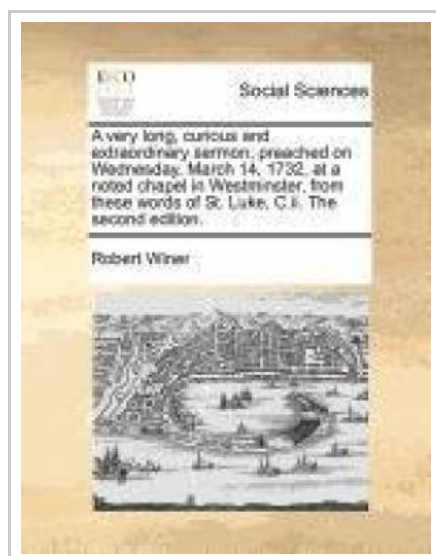 ECCO
Social Sciences
A very long, curious and
extraordinary sermon, preached on
Wednesday, March 14, 1732, at a
noted chapel in Westminster, from
these words of St. Luke, C.ii. The
second edition.
Robert Winer